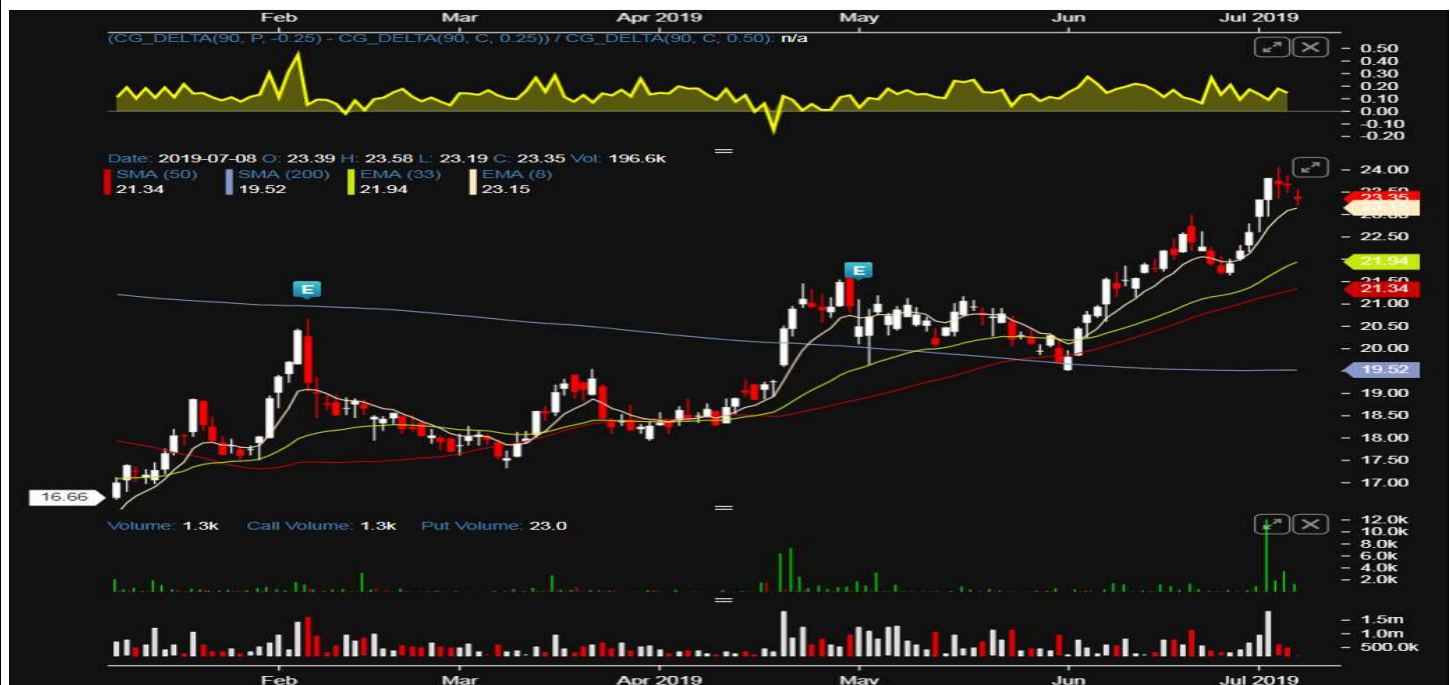 Feb Mar Apr 2019 May Jun Jul 2019
(CG_DELTA(90, P, -0.25) - CG_DELTA(90, C, 0.25)) / CG_DELTA(90, C, 0.50): n/a
0.50
0.40
0.30
0.20
0.10
0.00
-0.10
-0.20
Date: 2019-07-08 O: 23.39 H: 23.58 L: 23.19 C: 23.35 Vol: 196.6k
SMA (50) SMA (200) EMA (33) EMA (8)
21.34 19.52 21.94 23.15
24.00
23.35
22.50
21.94
21.34
21.00
20.50
20.00
19.52
19.00
18.50
18.00
17.50
17.00
E
E
16.66
Volume: 1.3k Call Volume: 1.3k Put Volume: 23.0
12.0k
10.0k
8.0k
6.0k
4.0k
2.0k
1.5m
1.0m
500.0k
Feb Mar Apr 2019 May Jun Jul 2019